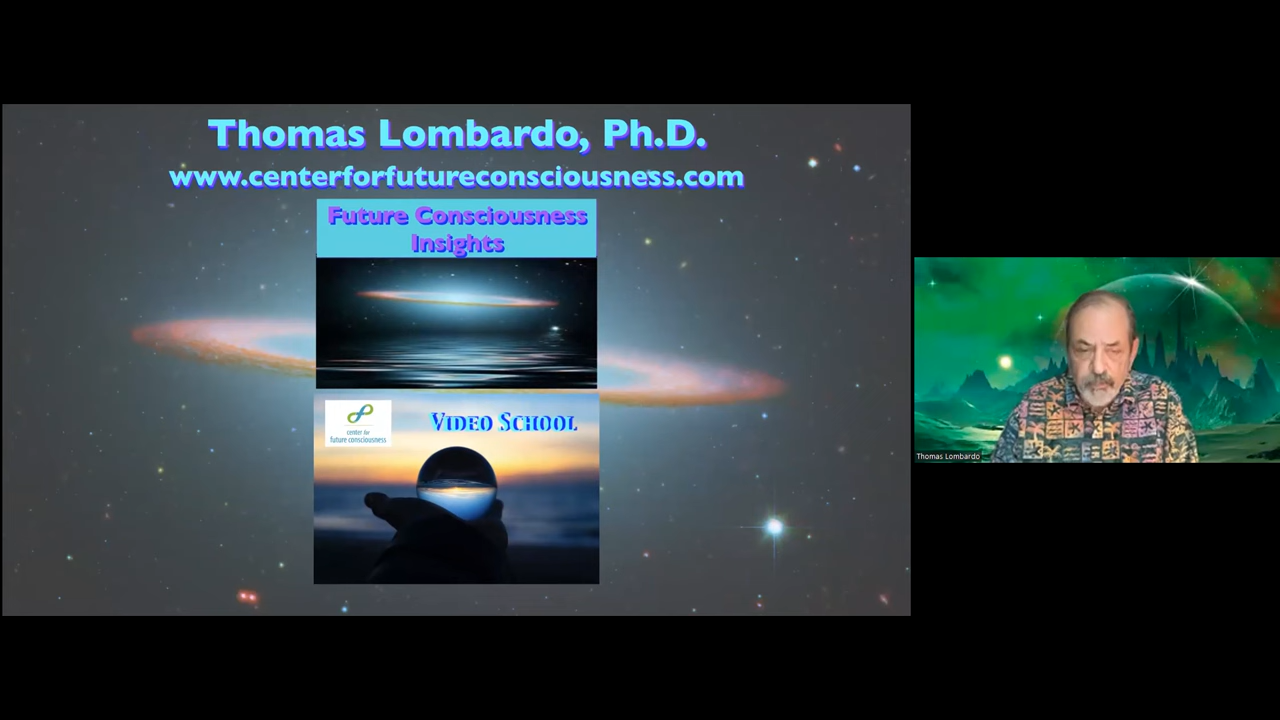 Thomas Lombardo, Ph.D.
www.centerforfutureconsciousness.com
Future Consciousness
Insights
center for
future consciousness
VIDEO SCHOOL
Thomas Lombardo